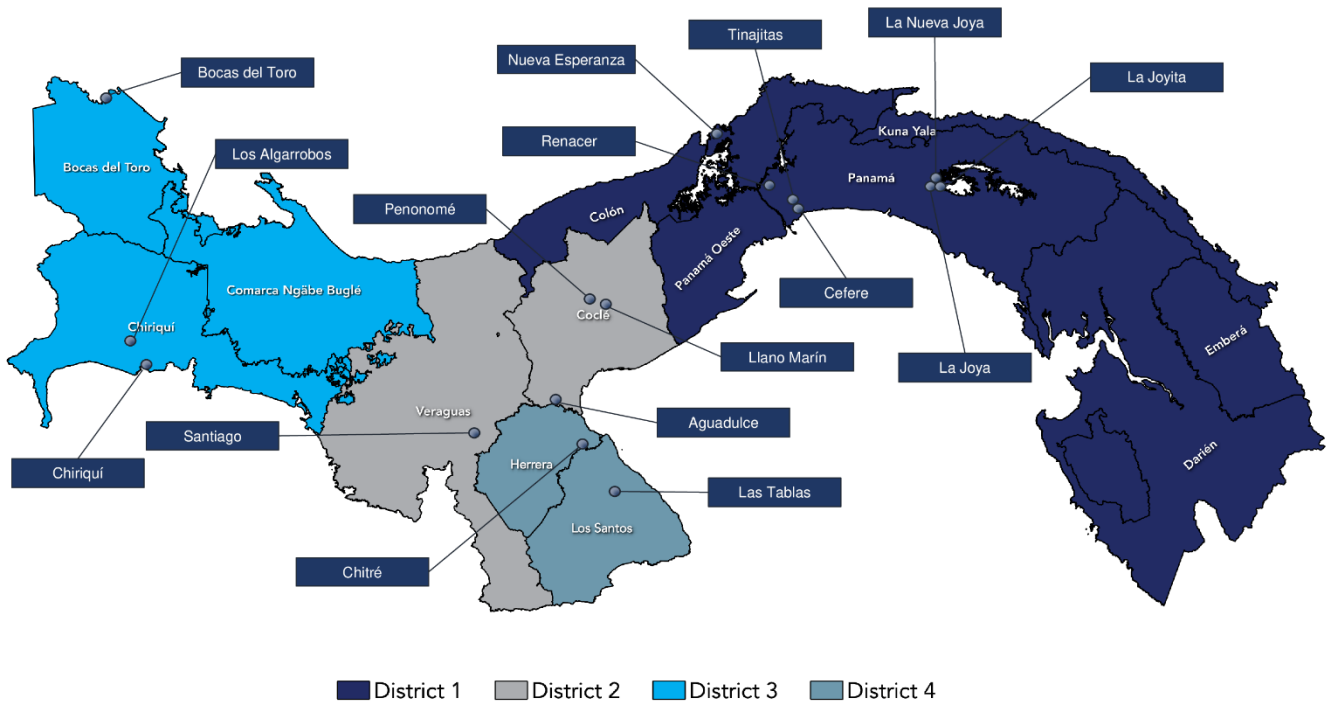 La Nueva Joya
Tinajitas
Nueva Esperanza
Bocas del Toro
La Joyita
Kuna Yala
Renacer
Los Algarrobos
Bocas del Toro
Panamá
Penonomé
Colón
Panamá Oeste
Cefere
Comarca Ngäbe Buglé
Chiriquí
Coclé
Emberá
Llano Marín
La Joya
Veraguas
Aguadulce
Santiago
Darién
Herrera
Chiriquí
Las Tablas
Los Santos
Chitré
District 1
District 2
District 3
District 4